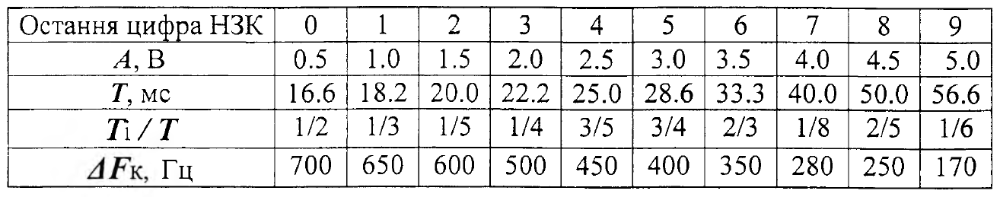 Остання цифра НЗК 0 1 2 3 4 5 6 7 8 9
A, В 0.5 1.0 1.5 2.0 2.5 3.0 3.5 4.0 4.5 5.0
T, мс 16.6 18.2 20.0 22.2 25.0 28.6 33.3 40.0 50.0 56.6
Ti / T 1/2 1/3 1/5 1/4 3/5 3/4 2/3 1/8 2/5 1/6
ΔFк, Гц 700 650 600 500 450 400 350 280 250 170